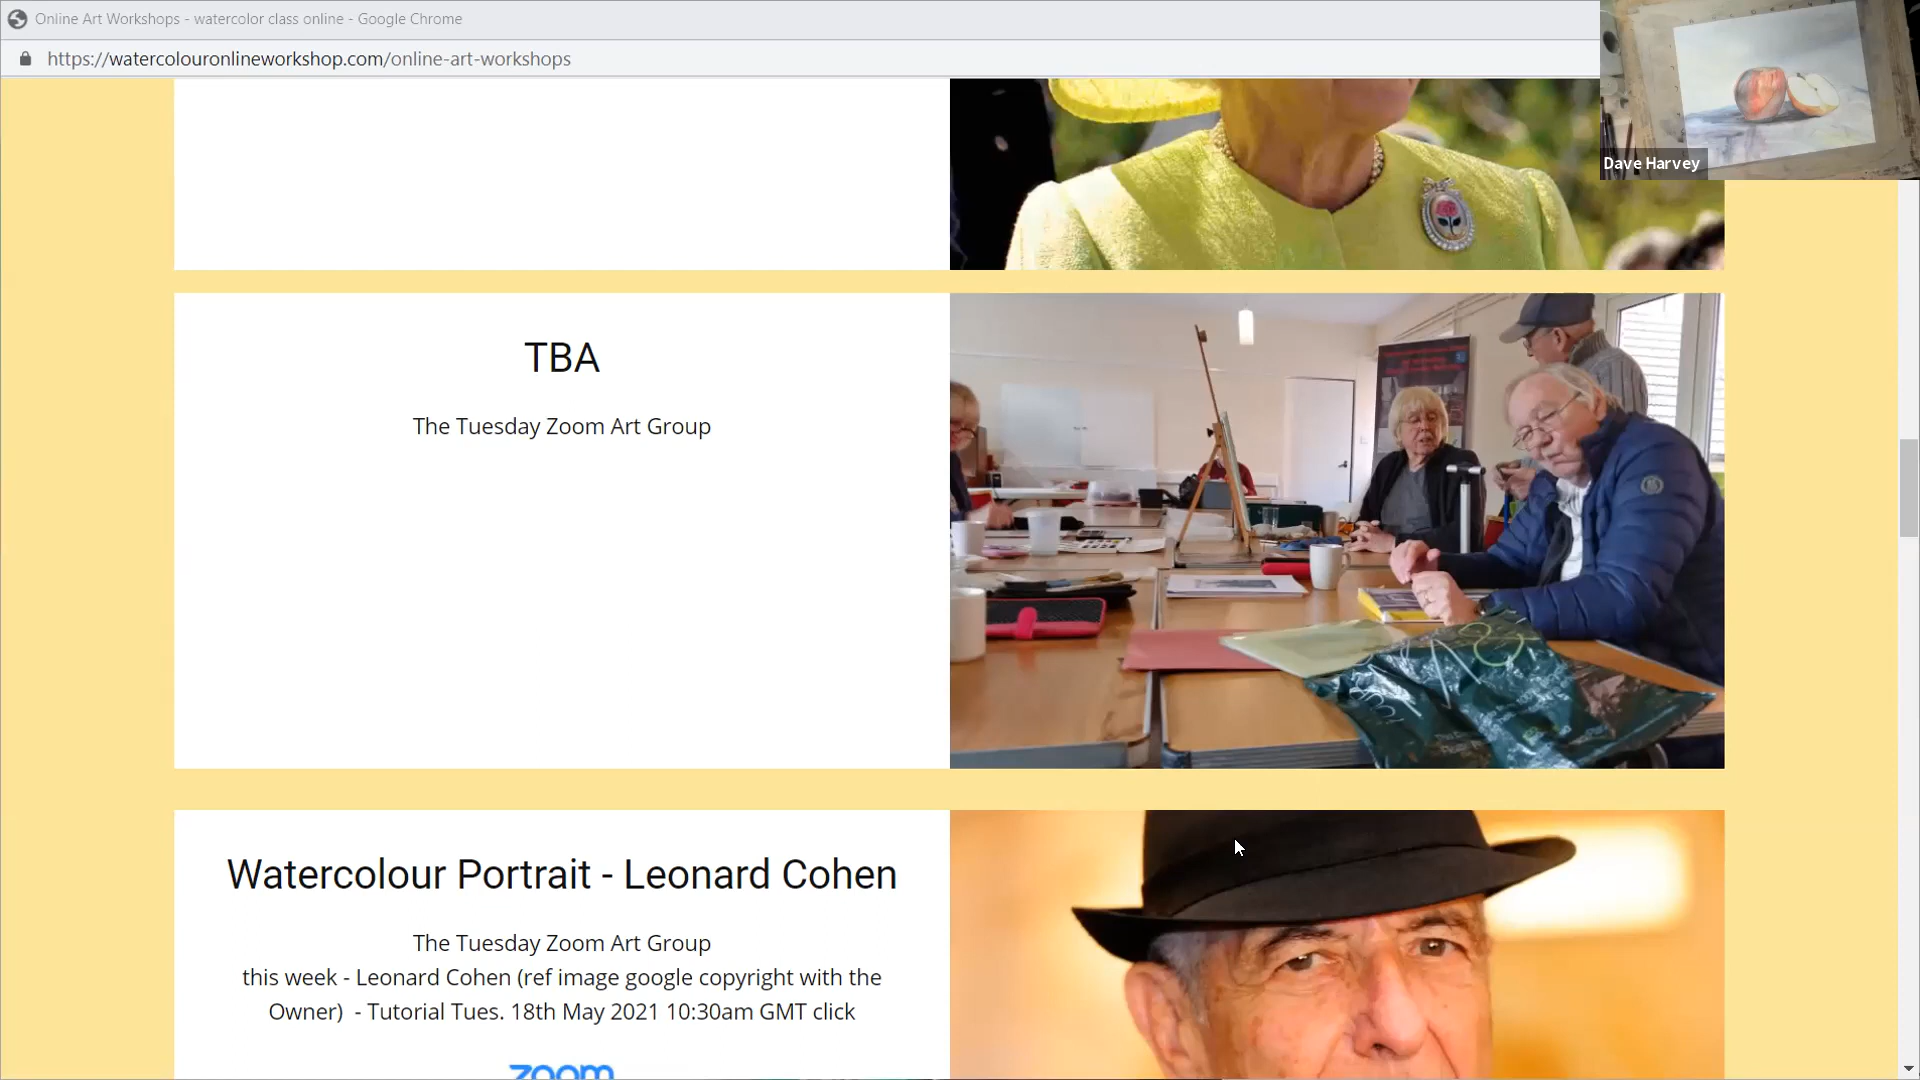 Online Art Workshops - watercolor class online - Google Chrome
https://watercolouronlineworkshop.com/online-art-workshops
Dave Harvey
TBA
The Tuesday Zoom Art Group
Watercolour Portrait - Leonard Cohen
The Tuesday Zoom Art Group
this week - Leonard Cohen (ref image google copyright with the
Owner)  - Tutorial Tues. 18th May 2021 10:30am GMT click
zoom